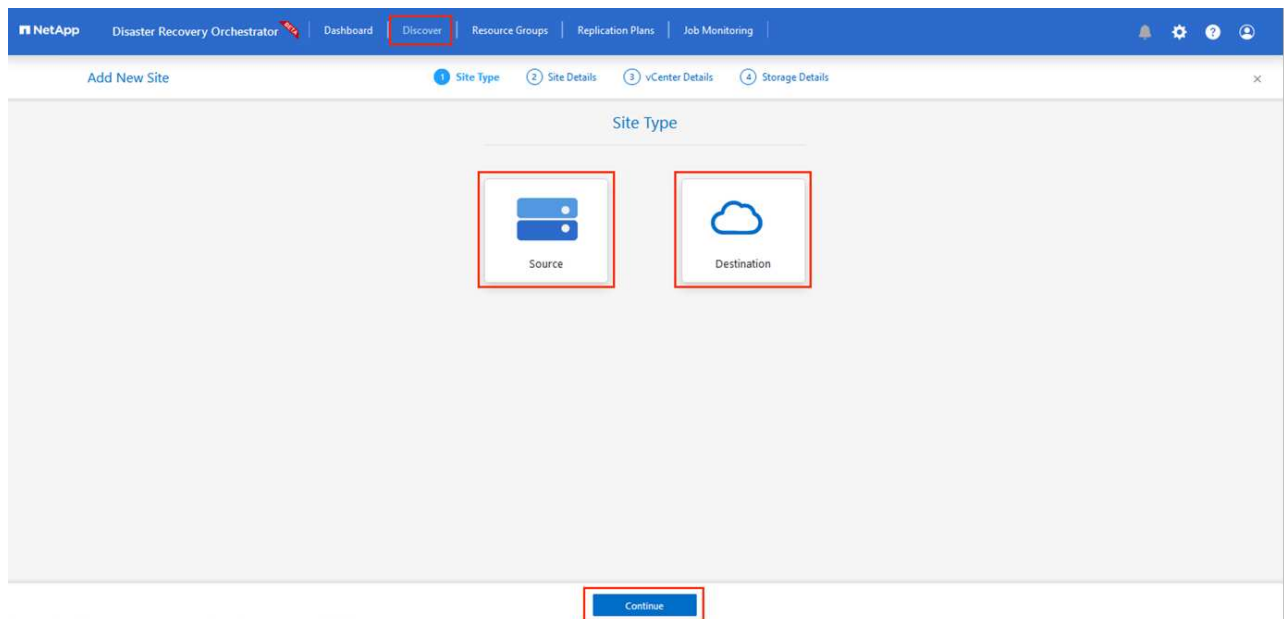 NetApp Disaster Recovery Orchestrator BETA Dashboard Discover Resource Groups Replication Plans Job Monitoring
Add New Site 1 Site Type 2 Site Details 3 vCenter Details 4 Storage Details
Site Type
Source Destination
Continue